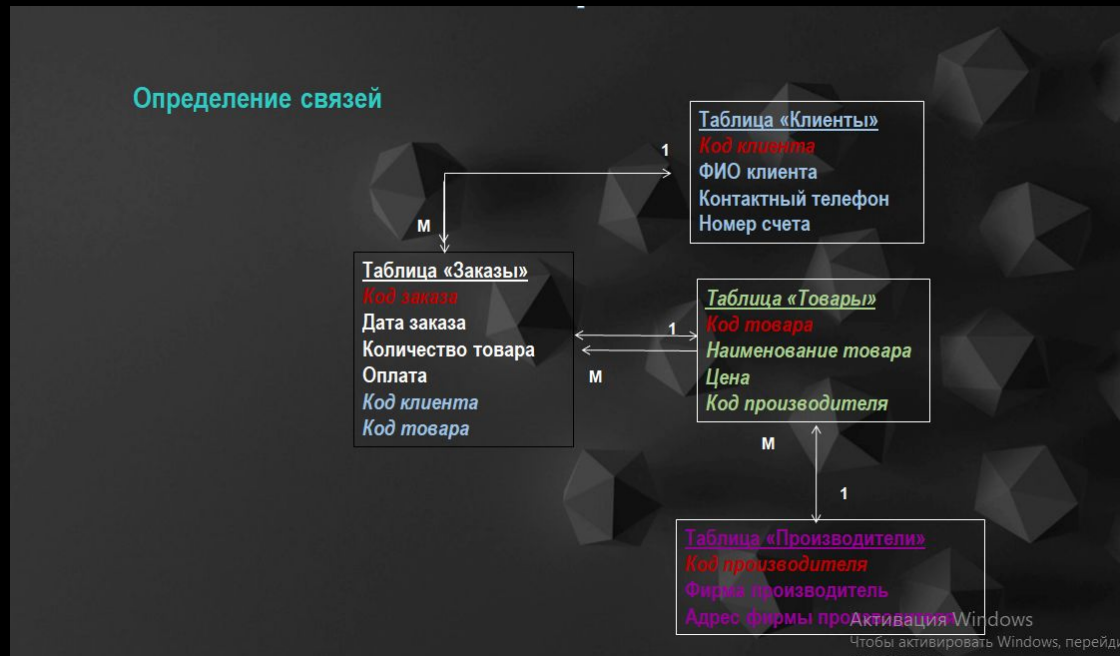 Определение связей
Таблица «Клиенты»
Код клиента
ФИО клиента
Контактный телефон
Номер счета
1
М
Таблица «Заказы»
Код заказа
Дата заказа
Количество товара
Оплата
Код клиента
Код товара
1
М
Таблица «Товары»
Код товара
Наименование товара
Цена
Код производителя
М
1
Таблица «Производители»
Код производителя
Фирма производитель
Адрес фирмы
Активация Windows
Чтобы активировать Windows,